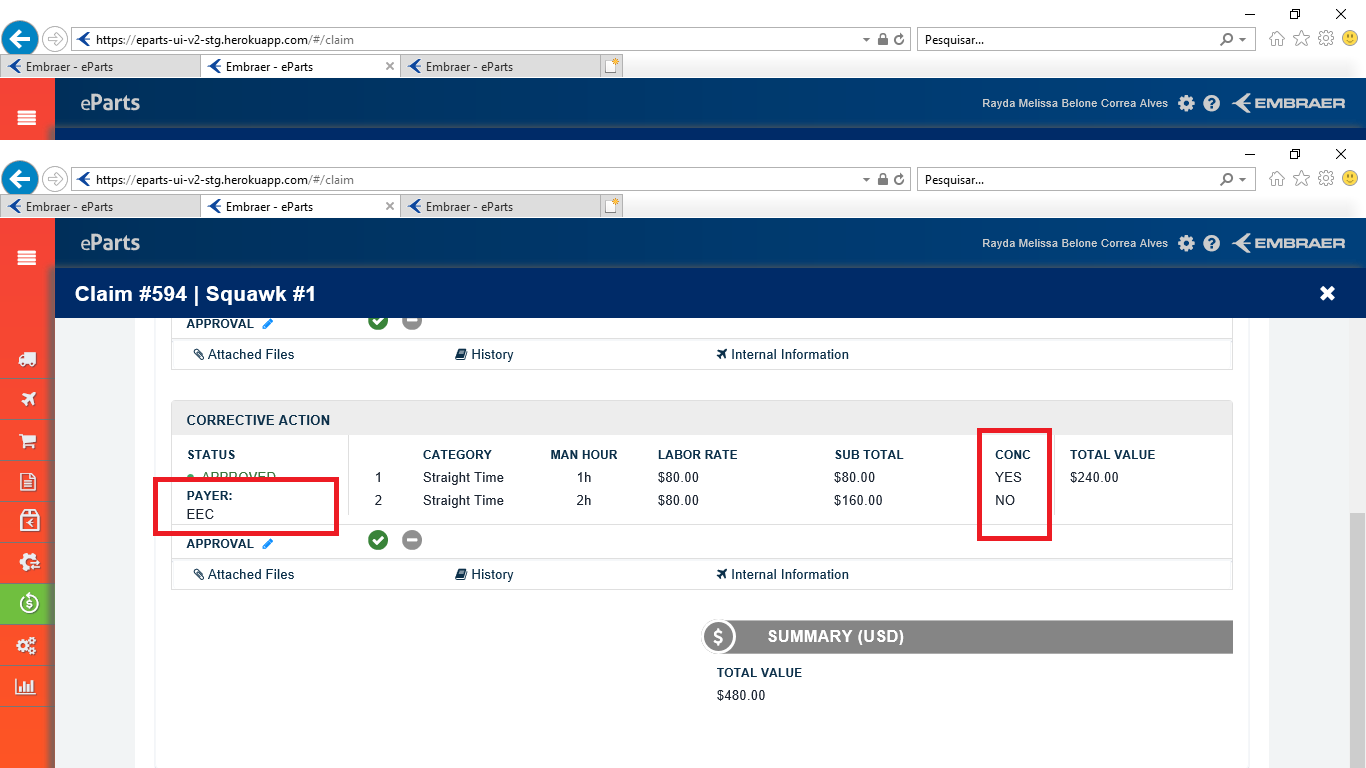 https://eparts-ui-v2-stg.herokuapp.com/#/claim
Pesquisar...
Embraer - eParts
Embraer - eParts
Embraer - eParts
eParts
Rayda Melissa Belone Correa Alves
EMBRAER
https://eparts-ui-v2-stg.herokuapp.com/#/claim
Pesquisar...
Embraer - eParts
Embraer - eParts
Embraer - eParts
eParts
Rayda Melissa Belone Correa Alves
EMBRAER
Claim #594 | Squawk #1
APPROVAL
Attached Files History Internal Information
CORRECTIVE ACTION
STATUS CATEGORY MAN HOUR LABOR RATE SUB TOTAL CONC TOTAL VALUE
APPROVED 1 Straight Time 1h $80.00 $80.00 YES $240.00
PAYER:
2 Straight Time 2h $80.00 $160.00 NO
EEC
APPROVAL
Attached Files History Internal Information
$ SUMMARY (USD)
TOTAL VALUE
$480.00